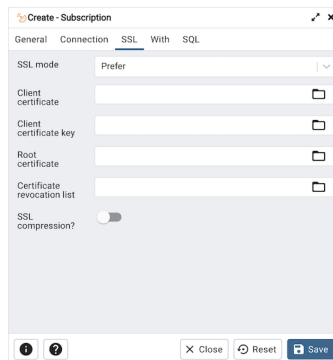 Create - Subscription
General Connection SSL With SQL
SSL mode
Prefer
Client
certificate
Client
certificate key
Root
certificate
Certificate
revocation list
SSL
compression?
Close Reset Save